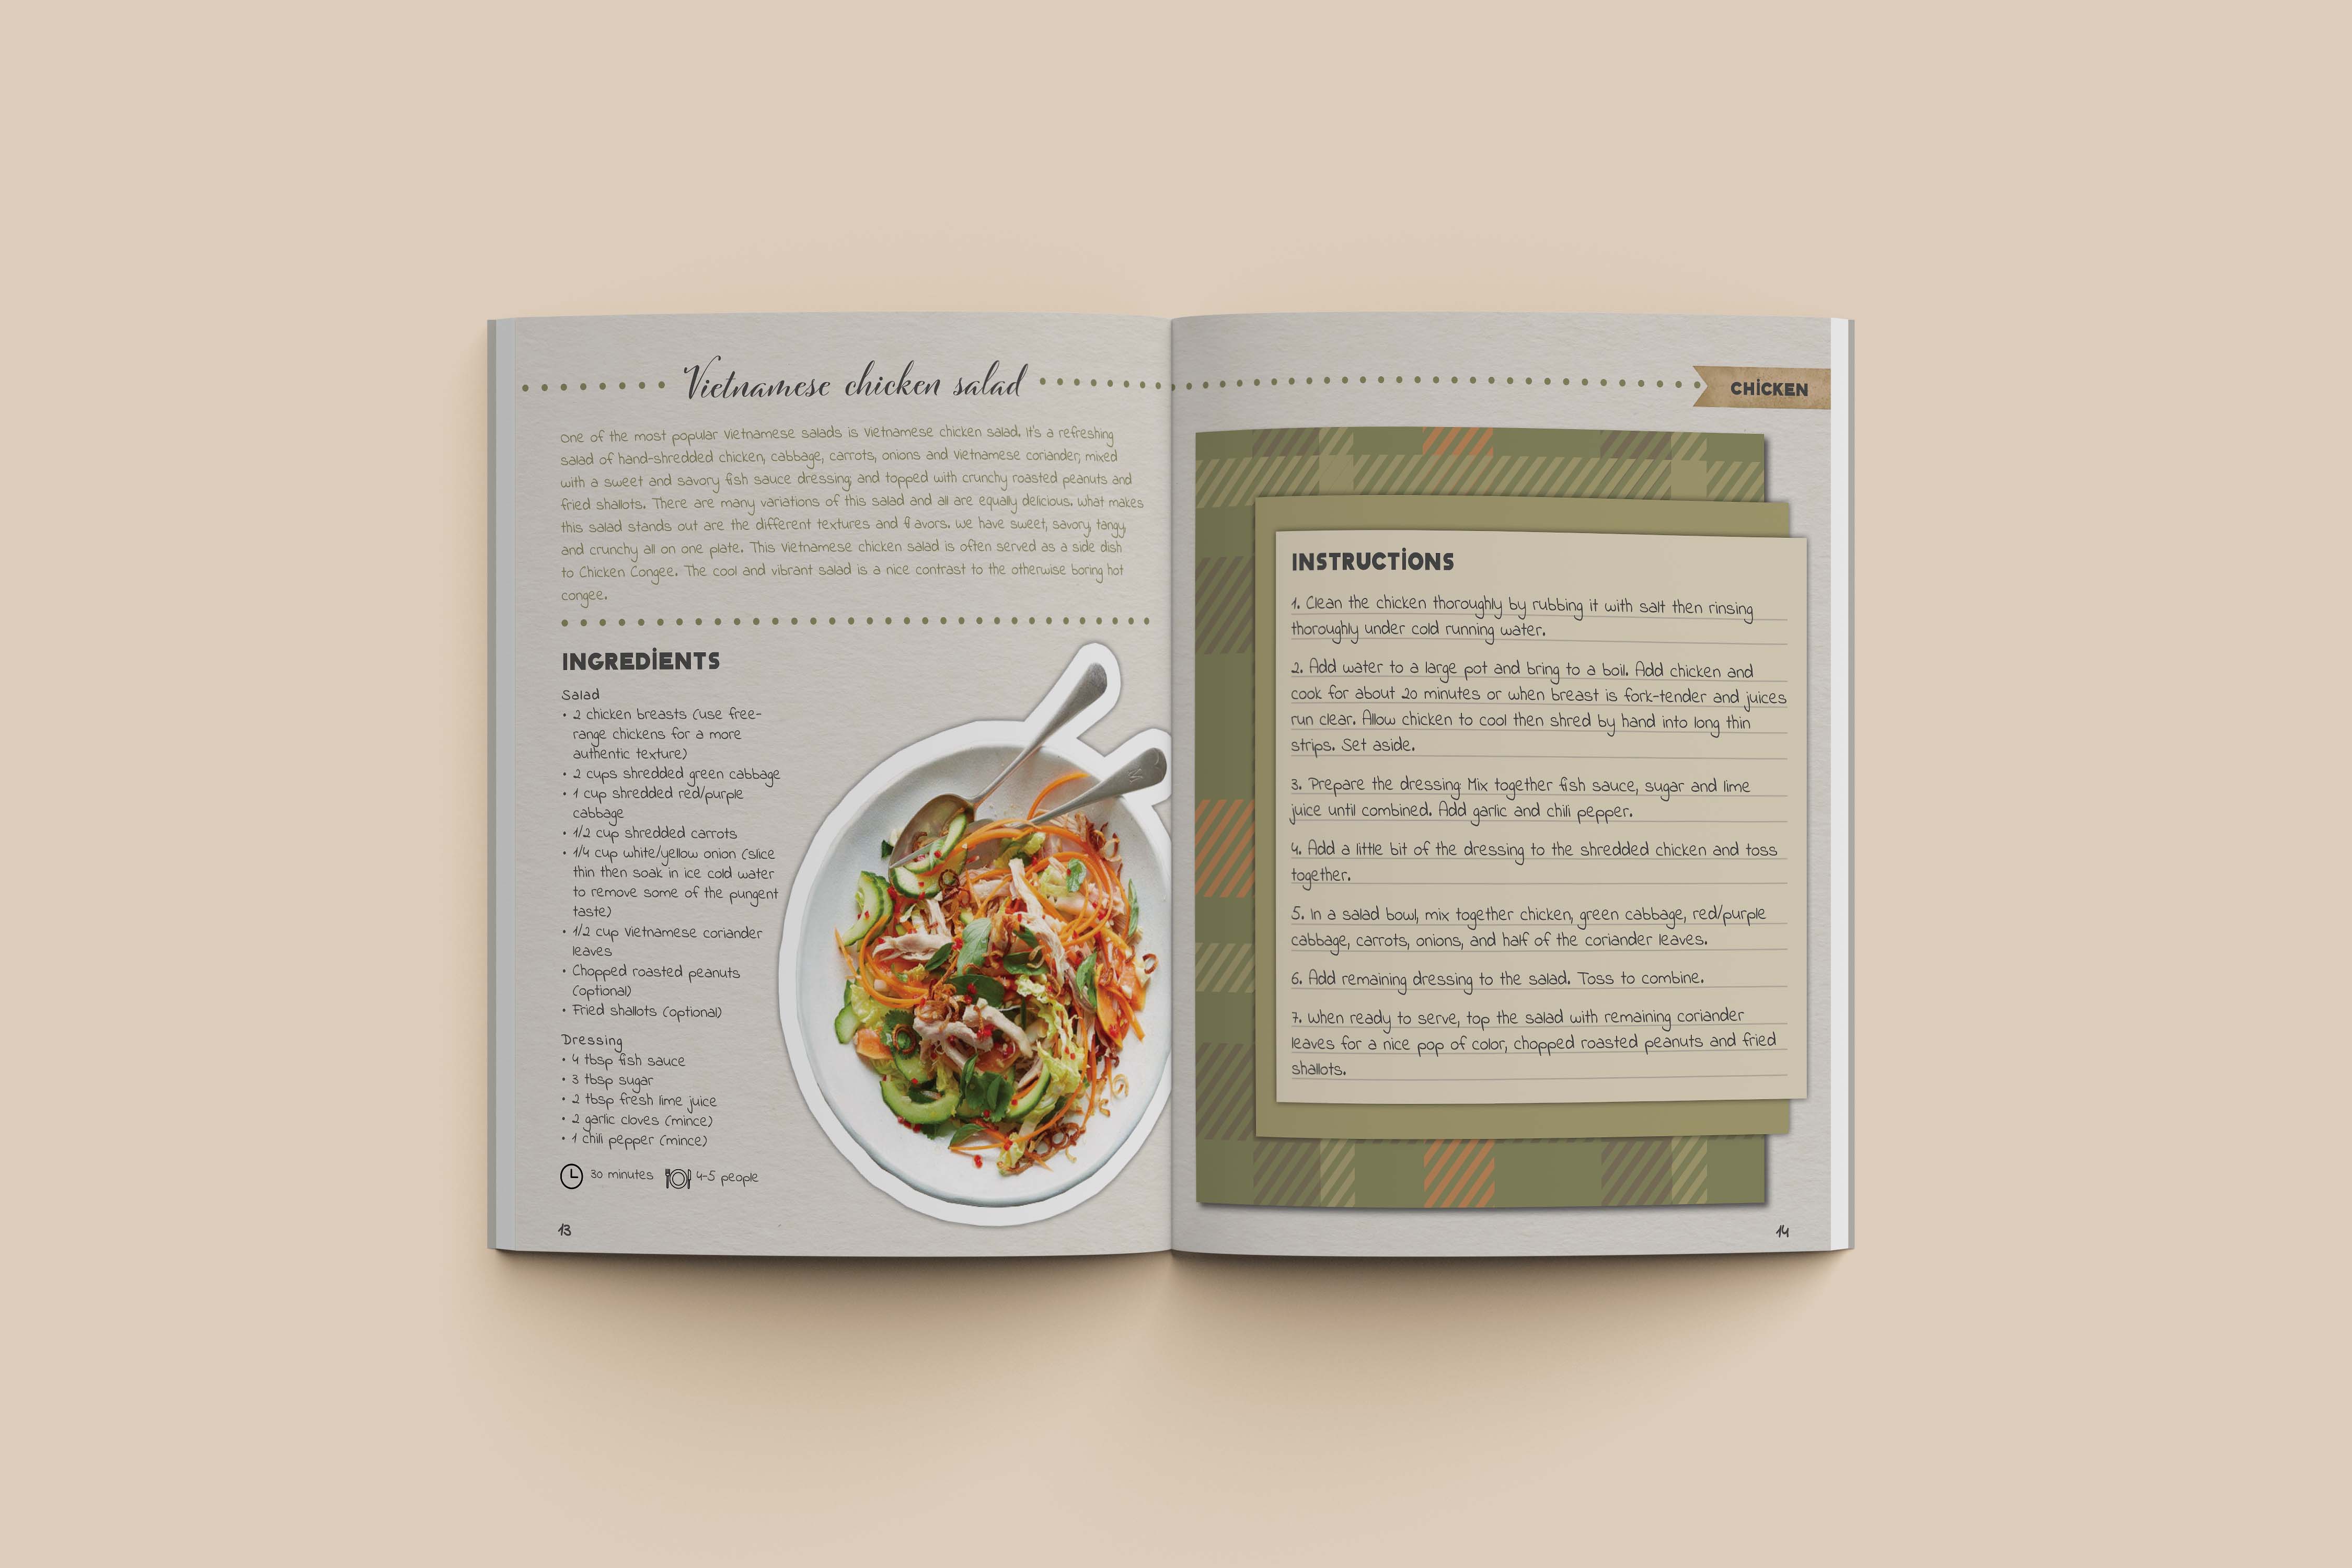 Vietnamese chicken salad
One of the most popular Vietnamese salads is Vietnamese chicken salad. It's a refreshing
salad of hand-shredded chicken, cabbage, carrots, onions and Vietnamese coriander; mixed
with a sweet and savory fish sauce dressing; and topped with crunchy roasted peanuts and
fried shallots. There are many variations of this salad and all are equally delicious. What makes
this salad stands out are the different textures and fl avors. We have sweet, savory, tangy,
and crunchy all on one plate. This Vietnamese chicken salad is often served as a side dish
to Chicken Congee. The cool and vibrant salad is a nice contrast to the otherwise boring hot
congee.
INGREDIENTS
Salad
• 2 chicken breasts (use free-
range chickens for a more
authentic texture)
• 2 cups shredded green cabbage
• 1 cup shredded red/purple
cabbage
• 1/2 cup shredded carrots
• 1/4 cup white/yellow onion (slice
thin then soak in ice cold water
to remove some of the pungent
taste)
• 1/2 cup Vietnamese coriander
leaves
• Chopped roasted peanuts
(optional)
• Fried shallots (optional)
Dressing
• 4 tbsp fish sauce
• 3 tbsp sugar
• 2 tbsp fresh lime juice
• 2 garlic cloves (mince)
• 1 chili pepper (mince)
30 minutes 4-5 people
13
CHICKEN
INSTRUCTIONS
1. Clean the chicken thoroughly by rubbing it with salt then rinsing
thoroughly under cold running water.
2. Add water to a large pot and bring to a boil. Add chicken and
cook for about 20 minutes or when breast is fork-tender and juices
run clear. Allow chicken to cool then shred by hand into long thin
strips. Set aside.
3. Prepare the dressing: Mix together fish sauce, sugar and lime
juice until combined. Add garlic and chili pepper.
4. Add a little bit of the dressing to the shredded chicken and toss
together.
5. In a salad bowl, mix together chicken, green cabbage, red/purple
cabbage, carrots, onions, and half of the coriander leaves.
6. Add remaining dressing to the salad. Toss to combine.
7. When ready to serve, top the salad with remaining coriander
leaves for a nice pop of color, chopped roasted peanuts and fried
shallots.
14